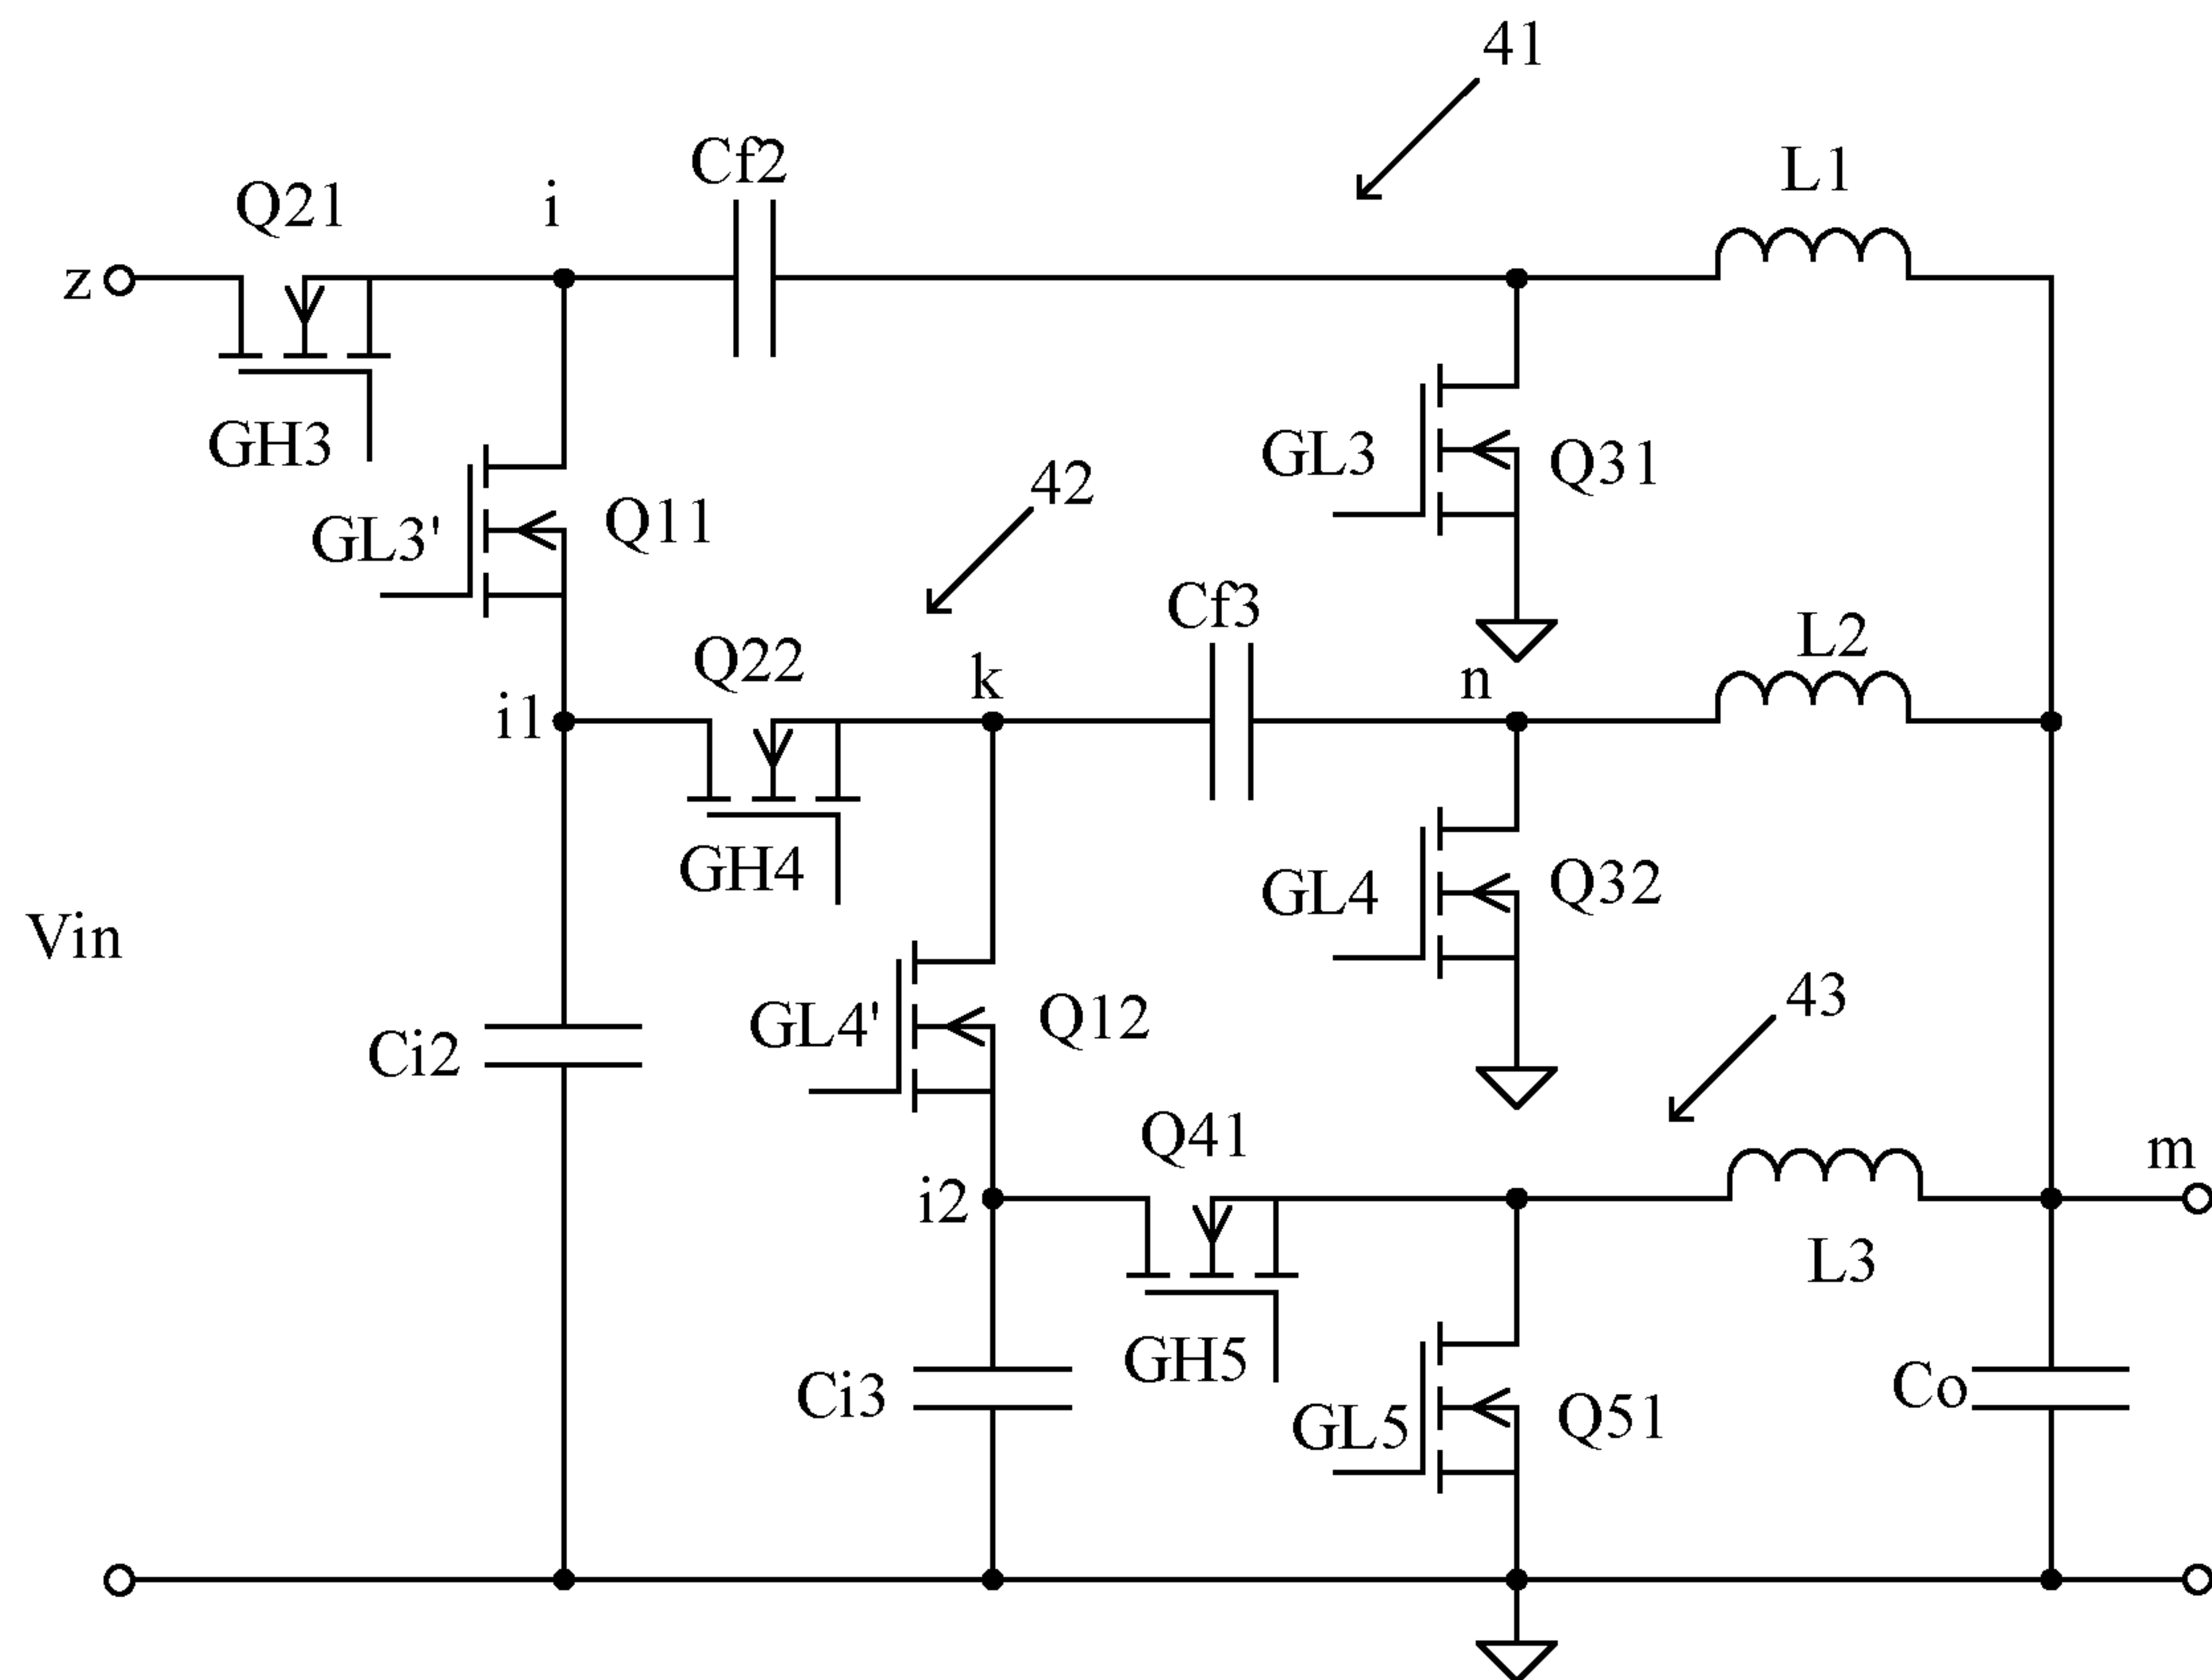 41
Cf2
L1
Q21
i
z
GH3
GL3
Q31
42
GL3'
Q11
Cf3
L2
Q22
k
n
i1
GH4
GL4
Q32
Vin
43
GL4'
Q12
Ci2
Q41
m
i2
L3
GH5
Ci3
Co
GL5
Q51